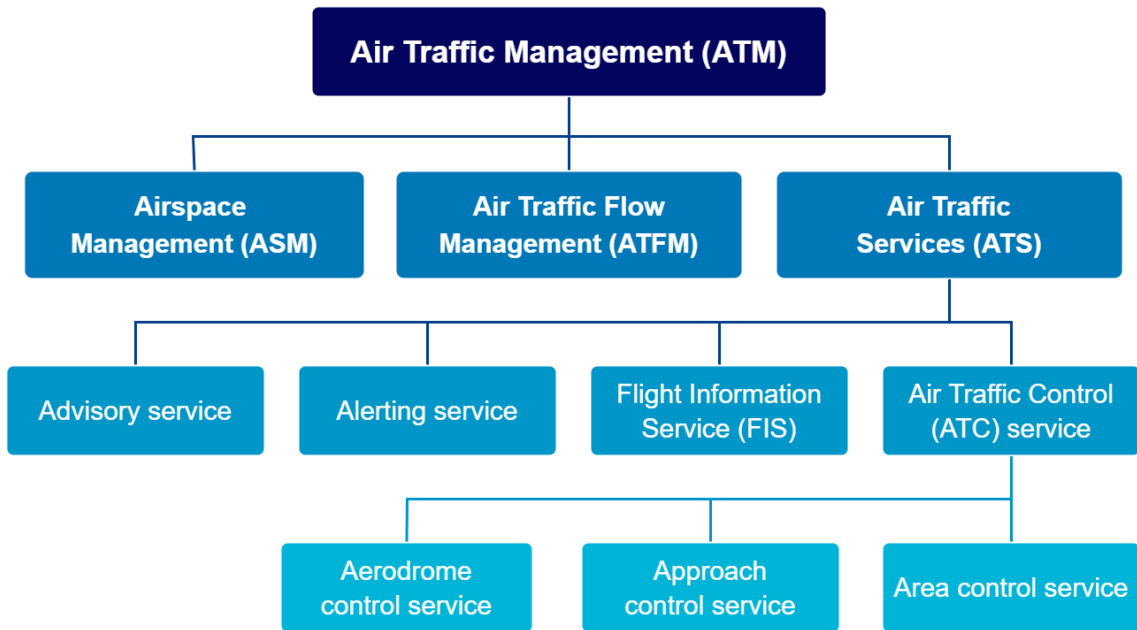 Air Traffic Management (ATM)
Airspace
Management (ASM)
Air Traffic Flow
Management (ATFM)
Air Traffic
Services (ATS)
Advisory service
Alerting service
Flight Information
Service (FIS)
Air Traffic Control
(ATC) service
Aerodrome
control service
Approach
control service
Area control service